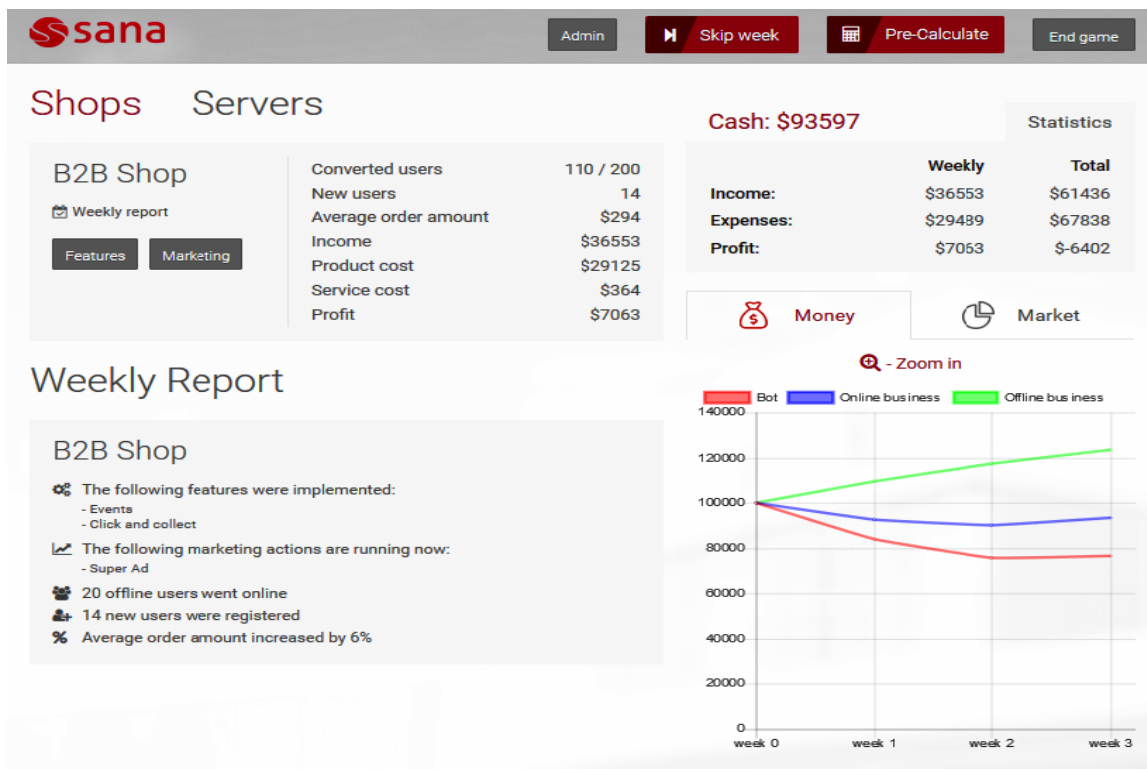 sana
Admin
Skip week
Pre-Calculate
End game
Shops Servers
B2B Shop
Weekly report
Features Marketing
Converted users 110 / 200
New users 14
Average order amount $294
Income $36553
Product cost $29125
Service cost $364
Profit $7063
Weekly Report
B2B Shop
The following features were implemented:
- Events
- Click and collect
The following marketing actions are running now:
- Super Ad
20 offline users went online
14 new users were registered
% Average order amount increased by 6%
Cash: $93597 Statistics
Weekly Total
Income: $36553 $61436
Expenses: $29489 $67838
Profit: $7063 $-6402
Money Market
- Zoom in
Bot Online business Offline business
140000
120000
100000
80000
60000
40000
20000
0
week 0 week 1 week 2 week 3